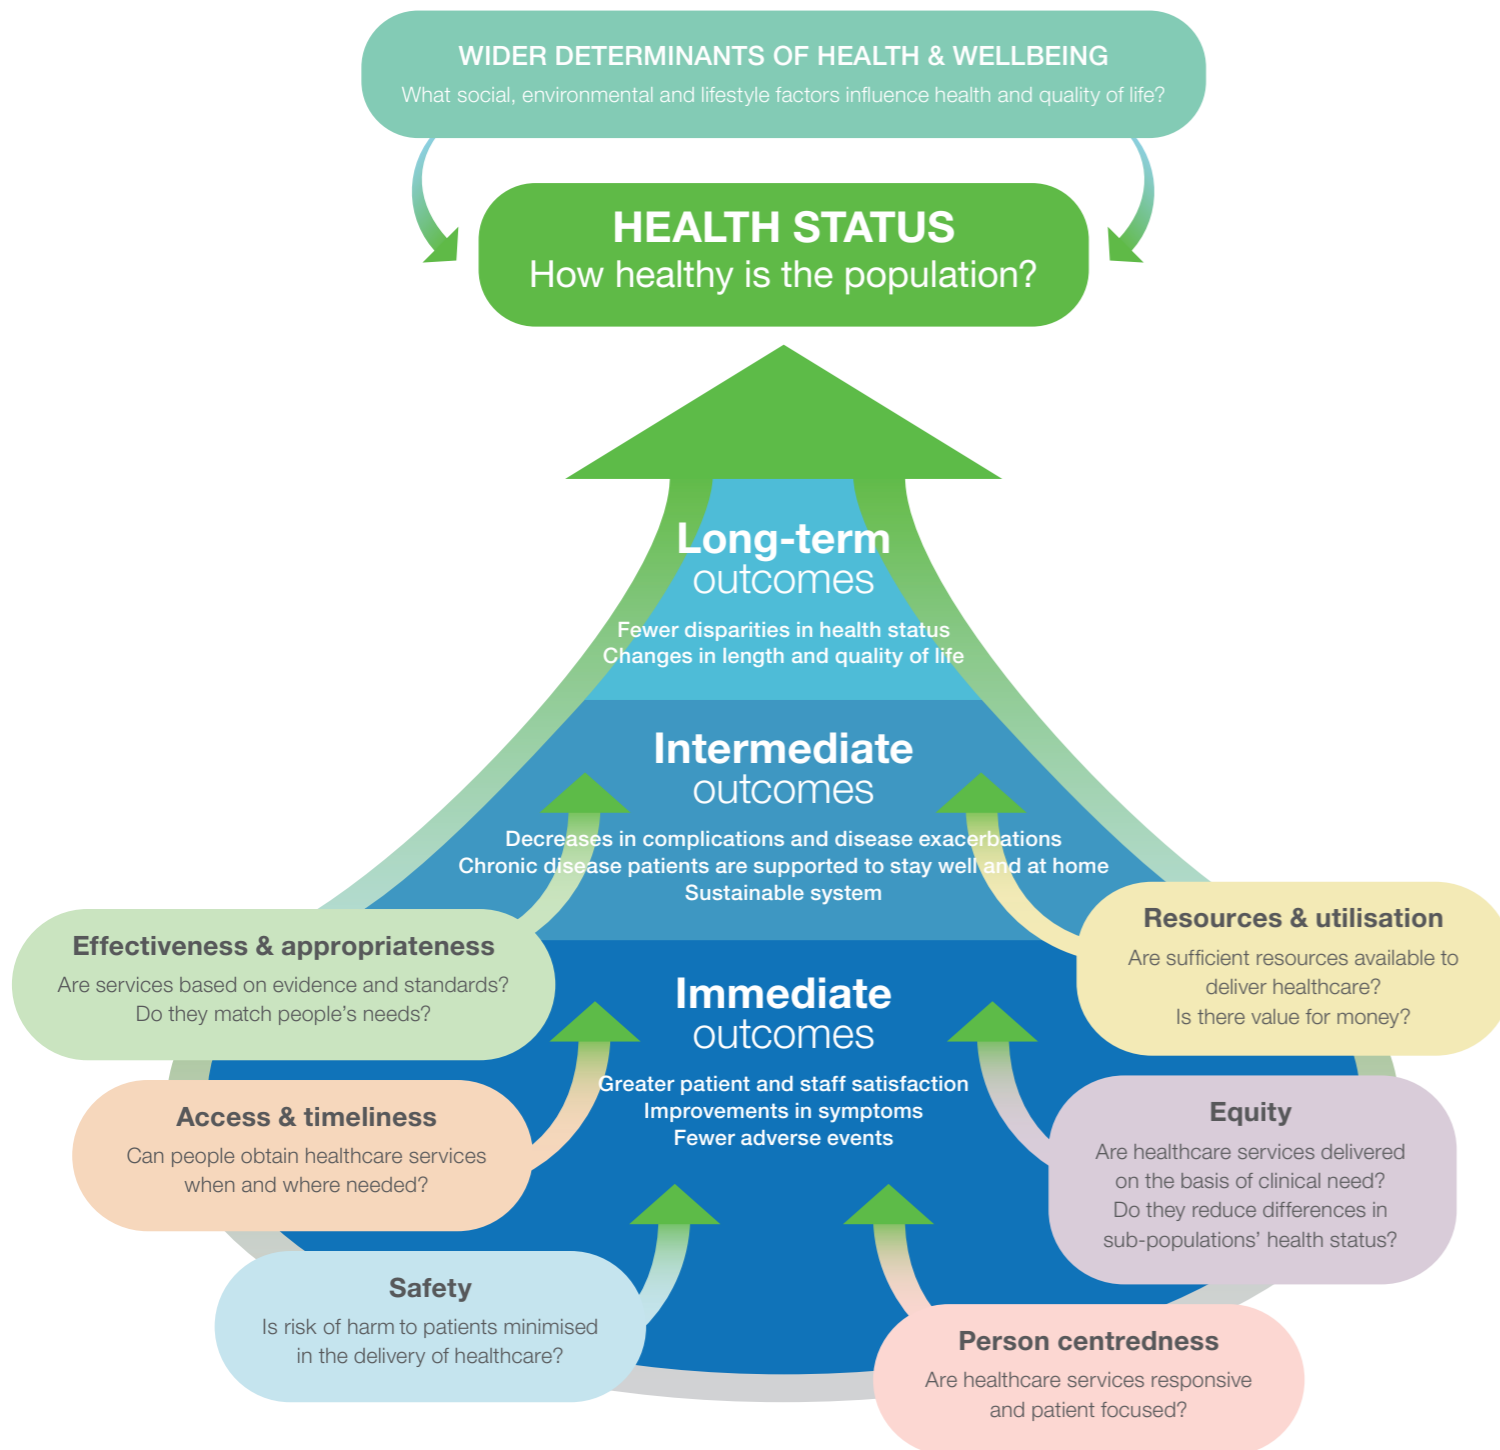 WIDER DETERMINANTS OF HEALTH & WELLBEING
What social, environmental and lifestyle factors influence health and quality of life?
HEALTH STATUS
How healthy is the population?
Long-term
outcomes
Fewer disparities in health status
Changes in length and quality of life
Intermediate
outcomes
Decreases in complications and disease exacerbations
Chronic disease patients are supported to stay well and at home
Sustainable system
Effectiveness & appropriateness
Are services based on evidence and standards?
Do they match people’s needs?
Resources & utilisation
Are sufficient resources available to
deliver healthcare?
Is there value for money?
Immediate
outcomes
Greater patient and staff satisfaction
Improvements in symptoms
Fewer adverse events
Access & timeliness
Can people obtain healthcare services
when and where needed?
Equity
Are healthcare services delivered
on the basis of clinical need?
Do they reduce differences in
sub-populations’ health status?
Safety
Is risk of harm to patients minimised
in the delivery of healthcare?
Person centredness
Are healthcare services responsive
and patient focused?